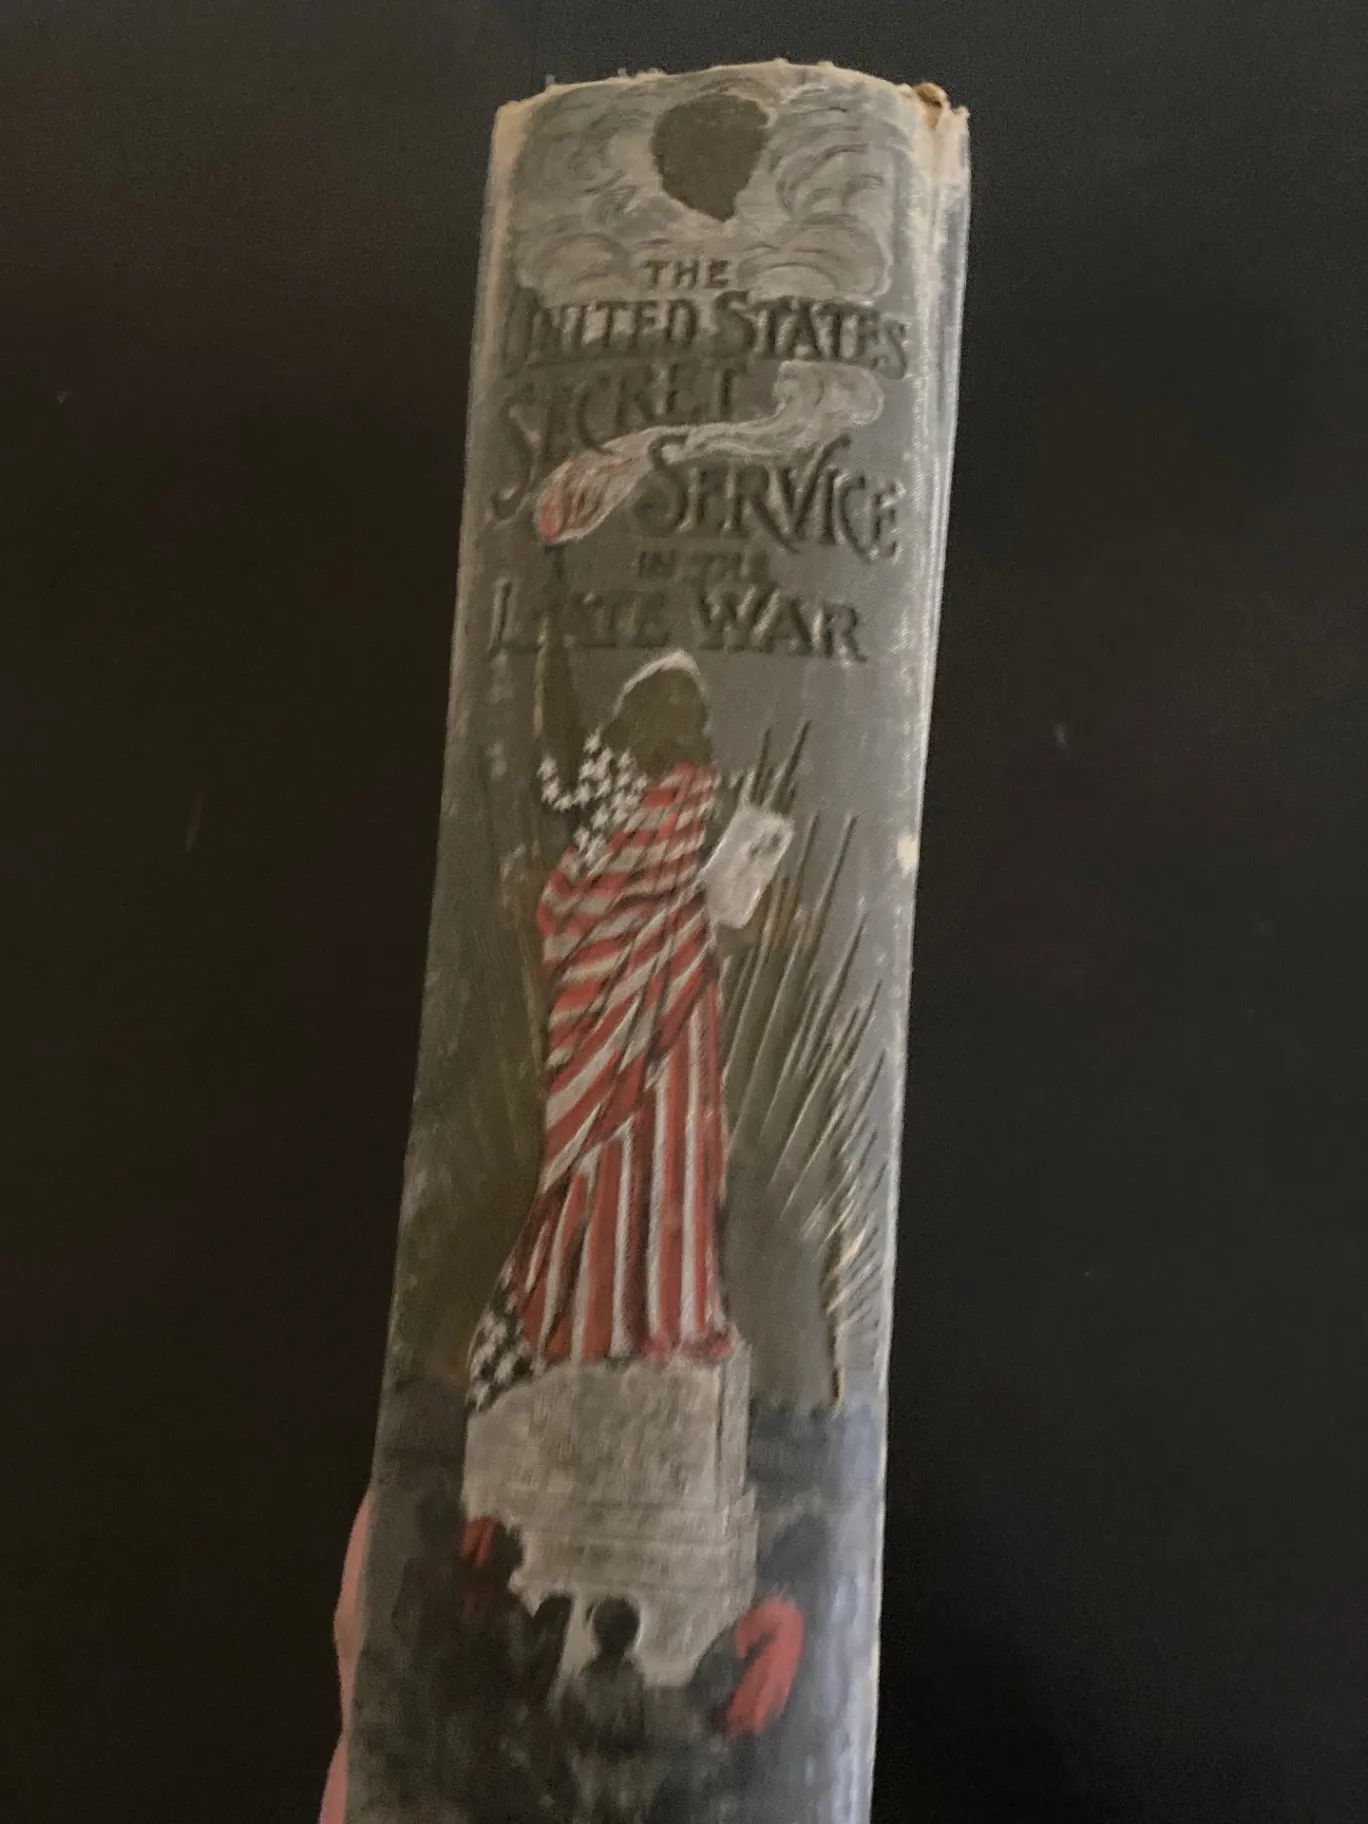 THE
UNITED STATES
SECRET
SERVICE
IN THE
LATE WAR